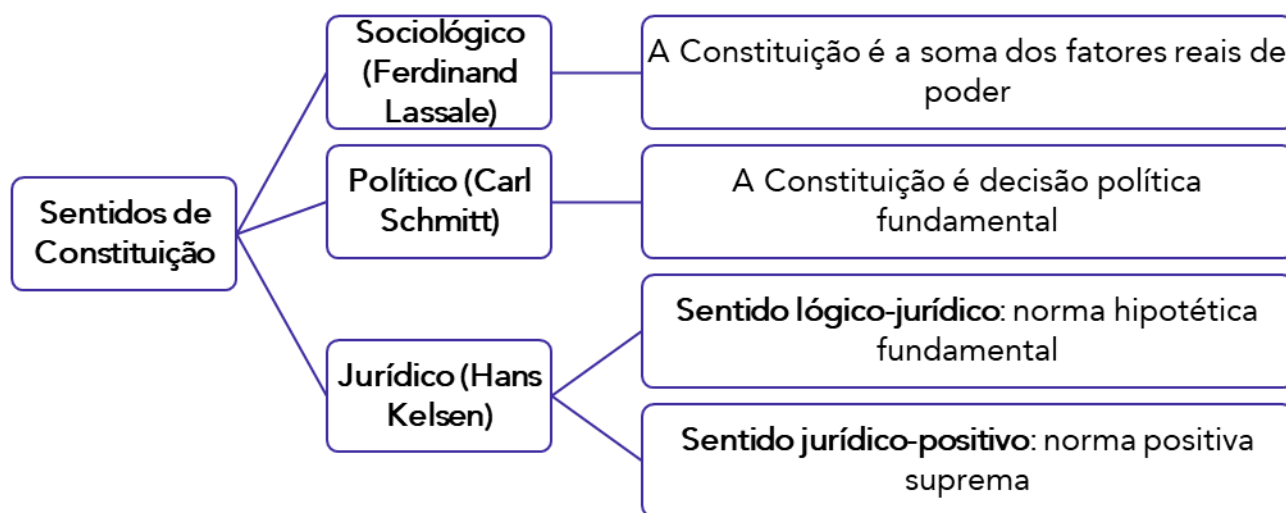 Sentidos de
Constituição
Sociológico
(Ferdinand
Lassale)
A Constituição é a soma dos fatores reais de
poder
Político (Carl
Schmitt)
A Constituição é decisão política
fundamental
Jurídico (Hans
Kelsen)
Sentido lógico-jurídico: norma hipotética
fundamental
Sentido jurídico-positivo: norma positiva
suprema